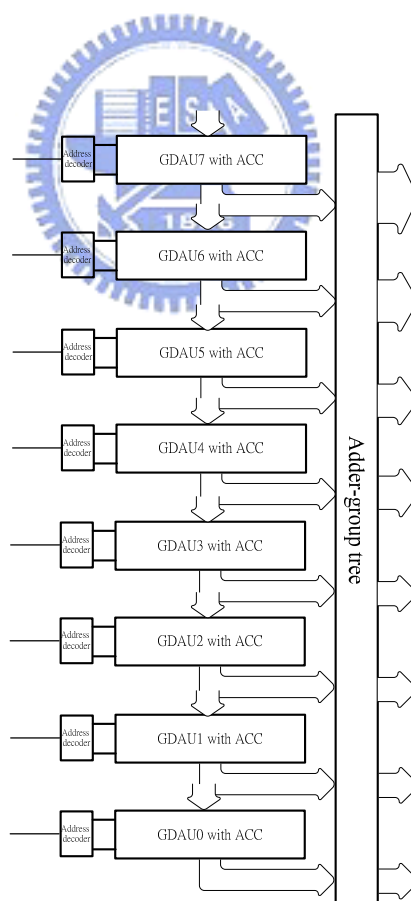 E S A
Address
decoder
GDAU7 with ACC
1896
Address
decoder
GDAU6 with ACC
Address
decoder
GDAU5 with ACC
Address
decoder
GDAU4 with ACC
Adder-group tree
Address
decoder
GDAU3 with ACC
Address
decoder
GDAU2 with ACC
Address
decoder
GDAU1 with ACC
Address
decoder
GDAU0 with ACC